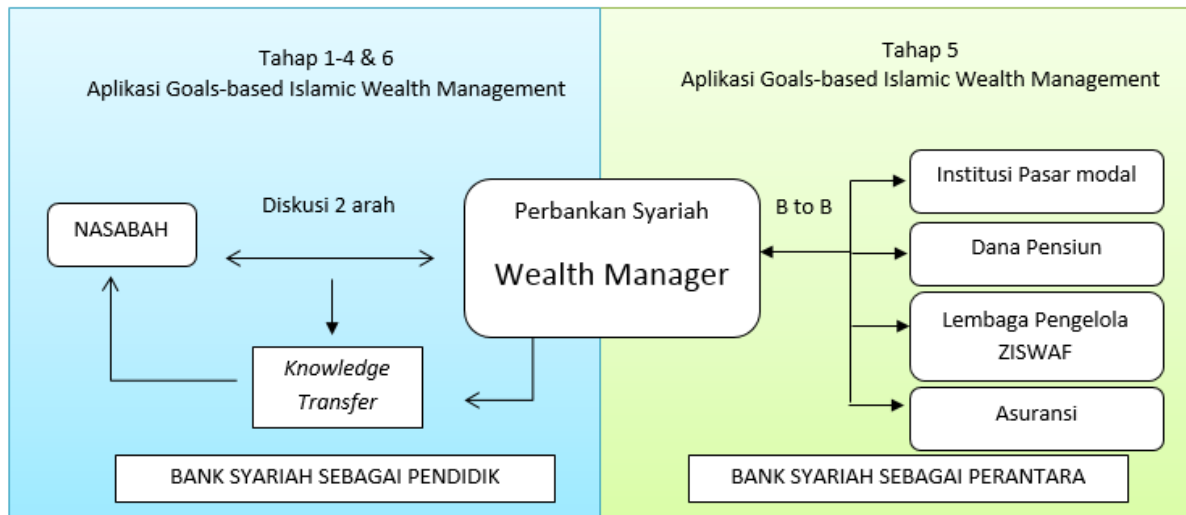 Tahap 1-4 & 6
Aplikasi Goals-based Islamic Wealth Management
NASABAH
Diskusi 2 arah
Knowledge
Transfer
BANK SYARIAH SEBAGAI PENDIDIK
Perbankan Syariah
Wealth Manager
Tahap 5
Aplikasi Goals-based Islamic Wealth Management
B to B
Institusi Pasar modal
Dana Pensiun
Lembaga Pengelola
ZISWAF
Asuransi
BANK SYARIAH SEBAGAI PERANTARA